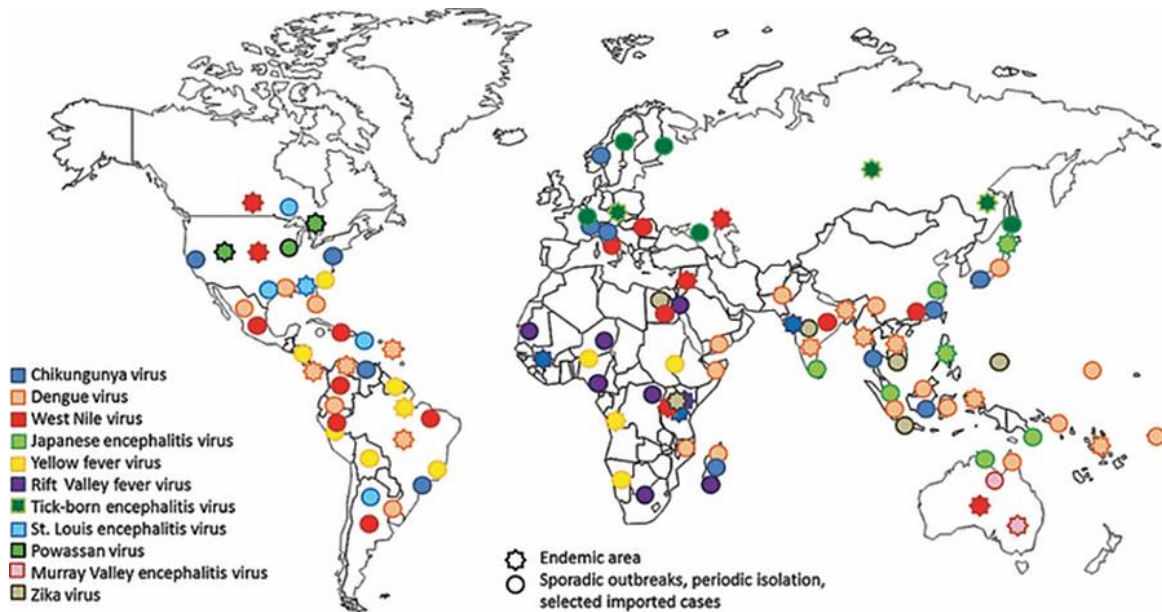 Chikungunya virus
Dengue virus
West Nile virus
Japanese encephalitis virus
Yellow fever virus
Rift Valley fever virus
Tick-born encephalitis virus
St. Louis encephalitis virus
Powassan virus
Murray Valley encephalitis virus
Zika virus
Endemic area
Sporadic outbreaks, periodic isolation,
selected imported cases